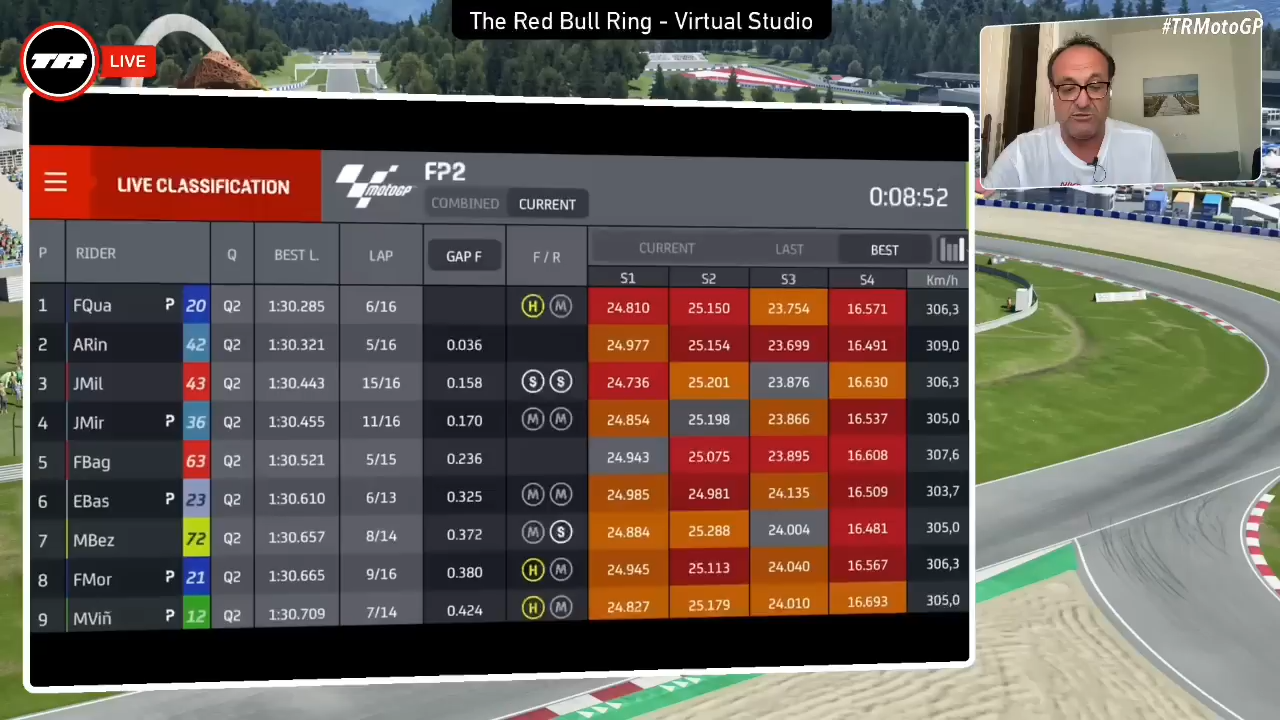 The Red Bull Ring - Virtual Studio
#TRMotoGP
TR LIVE
LIVE CLASSIFICATION
motoGP
FP2
COMBINED CURRENT
0:08:52
P RIDER Q BEST L. LAP GAP F F / R CURRENT LAST BEST
S1 S2 S3 S4 Km/h
1 FQua P 20 Q2 1:30.285 6/16 H M 24.810 25.150 23.754 16.571 306,3
2 ARin 42 Q2 1:30.321 5/16 0.036 24.977 25.154 23.699 16.491 309,0
3 JMil 43 Q2 1:30.443 15/16 0.158 S S 24.736 25.201 23.876 16.630 306,3
4 JMir P 36 Q2 1:30.455 11/16 0.170 M M 24.854 25.198 23.866 16.537 305,0
5 FBag 63 Q2 1:30.521 5/15 0.236 24.943 25.075 23.895 16.608 307,6
6 EBas P 23 Q2 1:30.610 6/13 0.325 M M 24.985 24.981 24.135 16.509 303,7
7 MBez 72 Q2 1:30.657 8/14 0.372 M S 24.884 25.288 24.004 16.481 305,0
8 FMor P 21 Q2 1:30.665 9/16 0.380 H M 24.945 25.113 24.040 16.567 306,3
9 MViñ P 12 Q2 1:30.709 7/14 0.424 H M 24.827 25.179 24.010 16.693 305,0